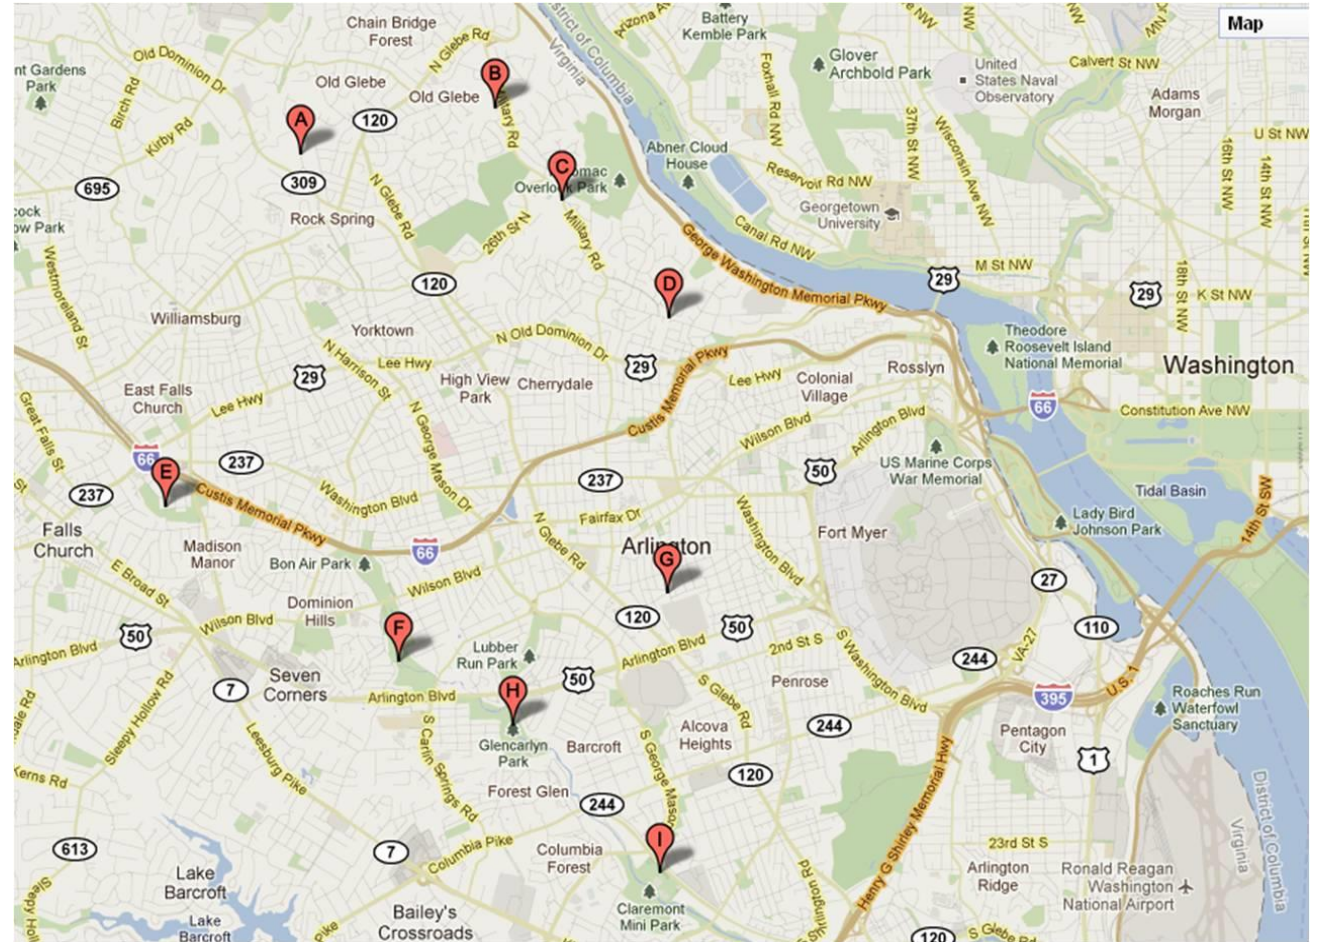 Chain Bridge
Forest
Arizona Av
Battery
Kemble Park
Map
Old Dominion Dr
N Glebe Rd
District of Columbia
Virginia
Glover
Archbold Park
United
States Naval
Observatory
Calvert St NW
nt Gardens
Park
Birch Rd
Old Glebe
Old Glebe
B
Foxhall Rd NW
Adams
Morgan
Kirby Rd
A
120
itary Rd
37th St NW
Wisconsin Ave NW
U St NW
16th St NW
14th St NW
695
309
C
omac
Overlook Park
Abner Cloud
House
Reservoir Rd NW
cock
ow Park
Rock Spring
N Glebe Rd
26th St N
Military Rd
Georgetown
University
Canal Rd NW
George Washington Memorial Pkwy
M St NW
Westmoreland St
120
D
29
29
K St NW
18th St NW
Williamsburg
Yorktown
N Old Dominion Dr
Theodore
Roosevelt Island
National Memorial
Washington
N Harrison St
Lee Hwy
29
29
High View
Park
Cherrydale
Custis Memorial Pkwy
Lee Hwy
Colonial
Village
Rosslyn
East Falls
Church
Lee Hwy
66
Constitution Ave NW
Great Falls St
N George Mason Dr
Wilson Blvd
Arlington Blvd
66
E
237
237
Washington Blvd
237
50
US Marine Corps
War Memorial
Tidal Basin
14th St SW
Custis Memorial Pkwy
Fairfax Dr
Washington Blvd
Lady Bird
Johnson Park
Falls
Church
Madison
Manor
Bon Air Park
66
N Glebe Rd
Arlington
G
Fort Myer
27
E Broad St
Wilson Blvd
Dominion
Hills
Wilson Blvd
120
50
110
50
F
Lubber
Run Park
Arlington Blvd
2nd St S
S Washington Blvd
VA-27
244
Arlington Blvd
7
Seven
Corners
Arlington Blvd
H
50
S Glebe Rd
Penrose
395
U.S. 1
Roaches Run
Waterfowl
Sanctuary
Sleepy Hollow Rd
Leesburg Pike
S Carlin Springs Rd
Glencarlyn
Park
Barcroft
Alcova
Heights
244
Pentagon
City
1
Kerns Rd
Forest Glen
244
S George Mason
120
Henry G Shirley Memorial Hwy
District of Columbia
Virginia
613
7
Columbia Pike
Columbia
Forest
I
23rd St S
Arlington
Ridge
Ronald Reagan
Washington
National Airport
Lake
Barcroft
Lake
Barcroft
Bailey's
Crossroads
Claremont
Mini Park
120
S Glebe Rd